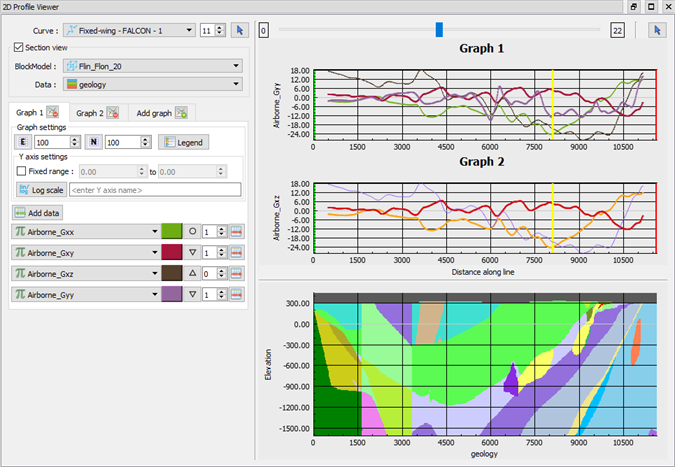 2D Profile Viewer
Curve : Fixed-wing - FALCON - 1 11
Section view
BlockModel : Flin_Flon_20
Data : geology
Graph 1 Graph 2 Add graph
Graph settings
E 100 N 100 Legend
Y axis settings
Fixed range : 0.00 to 0.00
lin/log Log scale <enter Y axis name>
Add data
π Airborne_Gxx 1
π Airborne_Gxy 1
π Airborne_Gxz 0
π Airborne_Gyy 1
0 22
Graph 1
Airborne_Gyy
18.00
12.00
6.00
0.00
-6.00
-12.00
-18.00
-24.00
0 1500 3000 4500 6000 7500 9000 10500
Graph 2
Airborne_Gxz
18.00
12.00
6.00
0.00
-6.00
-12.00
-18.00
-24.00
0 1500 3000 4500 6000 7500 9000 10500
Distance along line
Elevation
300.00
0.00
-300.00
-600.00
-900.00
-1200.00
-1500.00
0 1500 3000 4500 6000 7500 9000 10500
geology